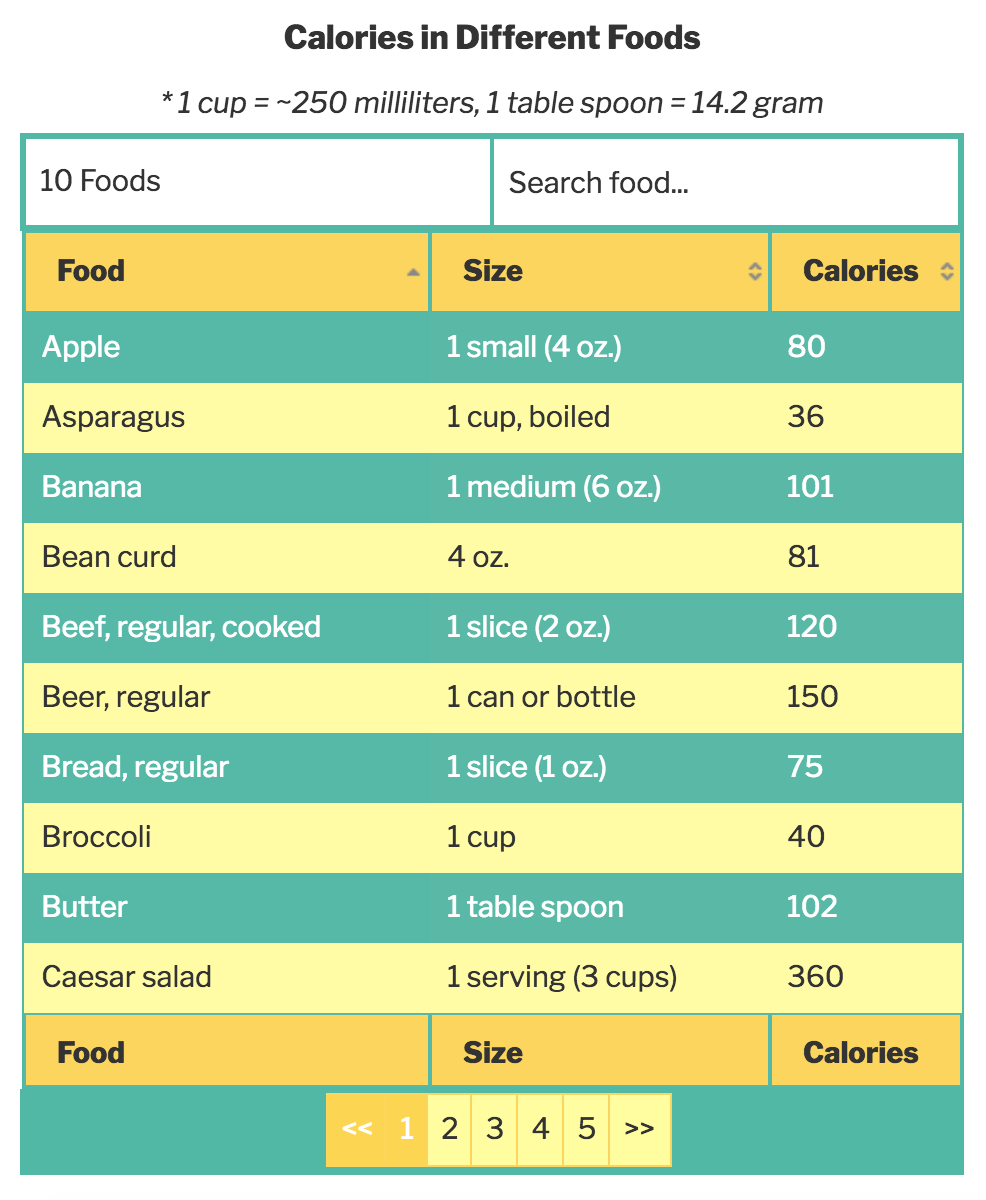 Calories in Different Foods
* 1 cup = ~250 milliliters, 1 table spoon = 14.2 gram
10 Foods Search food...
Food Size Calories
Apple 1 small (4 oz.) 80
Asparagus 1 cup, boiled 36
Banana 1 medium (6 oz.) 101
Bean curd 4 oz. 81
Beef, regular, cooked 1 slice (2 oz.) 120
Beer, regular 1 can or bottle 150
Bread, regular 1 slice (1 oz.) 75
Broccoli 1 cup 40
Butter 1 table spoon 102
Caesar salad 1 serving (3 cups) 360
Food Size Calories
<< 1 2 3 4 5 >>